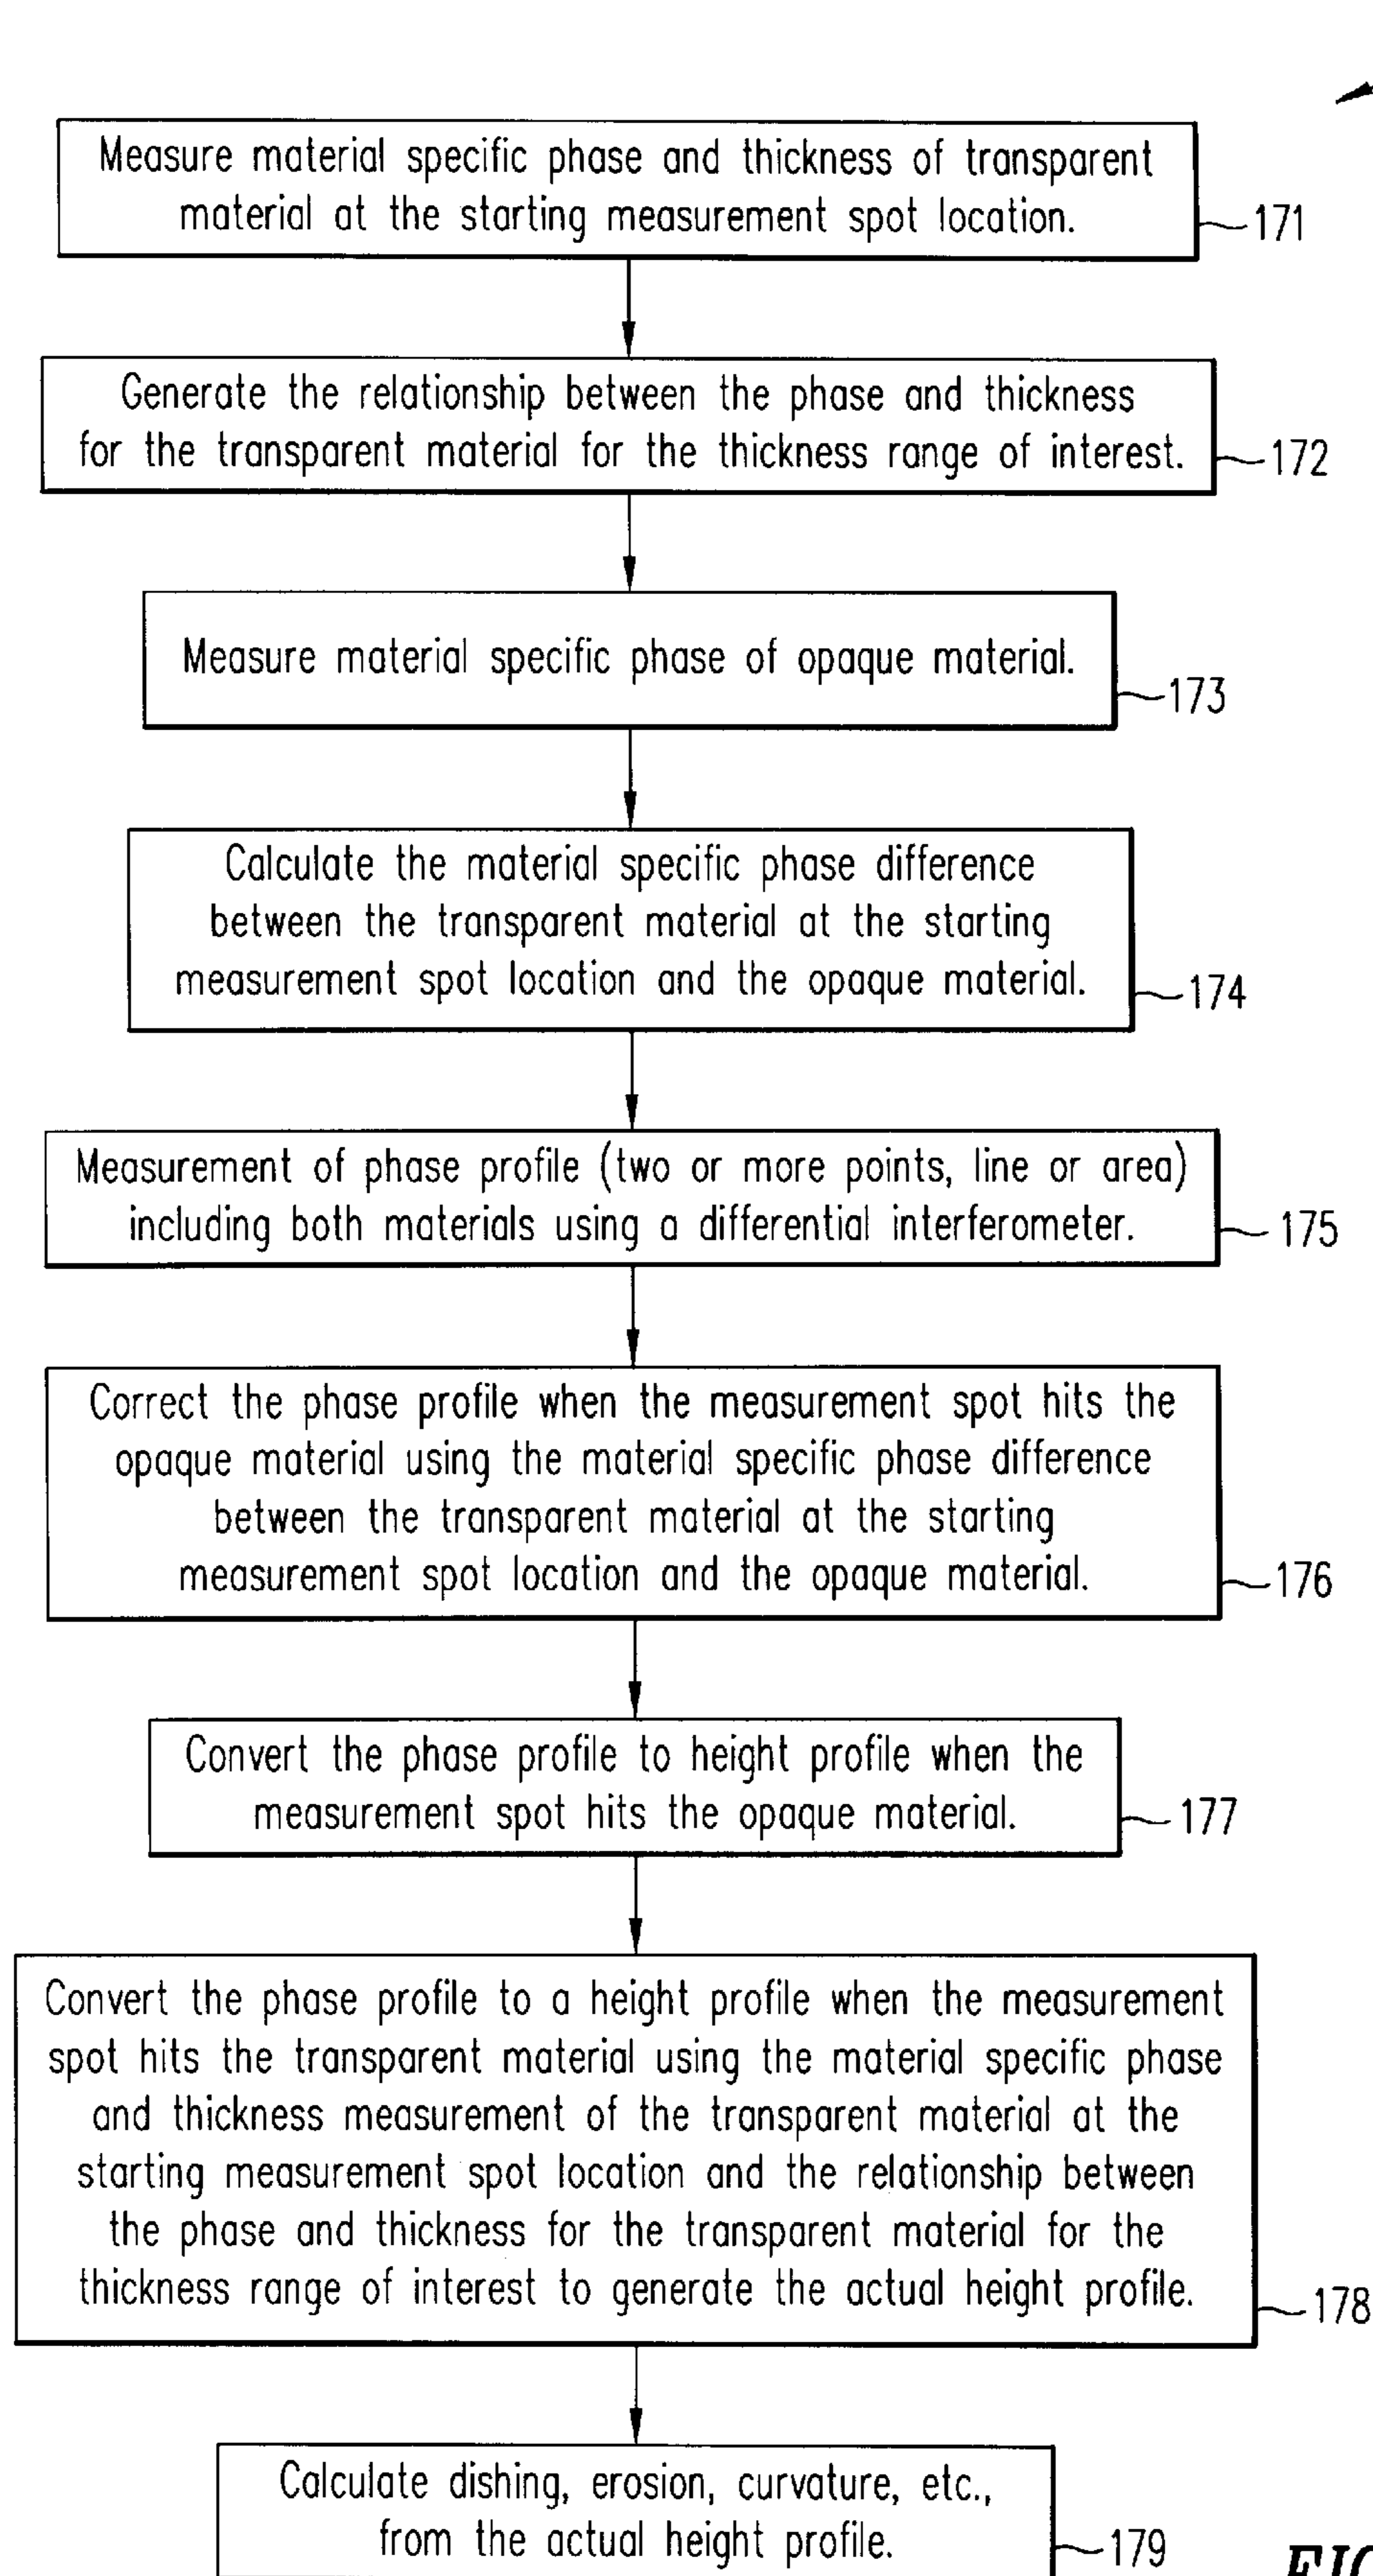 Measure material specific phase and thickness of transparent
material at the starting measurement spot location.
171
Generate the relationship between the phase and thickness
for the transparent material for the thickness range of interest.
172
Measure material specific phase of opaque material.
173
Calculate the material specific phase difference
between the transparent material at the starting
measurement spot location and the opaque material.
174
Measurement of phase profile (two or more points, line or area)
including both materials using a differential interferometer.
175
Correct the phase profile when the measurement spot hits the
opaque material using the material specific phase difference
between the transparent material at the starting
measurement spot location and the opaque material.
176
Convert the phase profile to height profile when the
measurement spot hits the opaque material.
177
Convert the phase profile to a height profile when the measurement
spot hits the transparent material using the material specific phase
and thickness measurement of the transparent material at the
starting measurement spot location and the relationship between
the phase and thickness for the transparent material for the
thickness range of interest to generate the actual height profile.
178
Calculate dishing, erosion, curvature, etc.,
from the actual height profile.
179